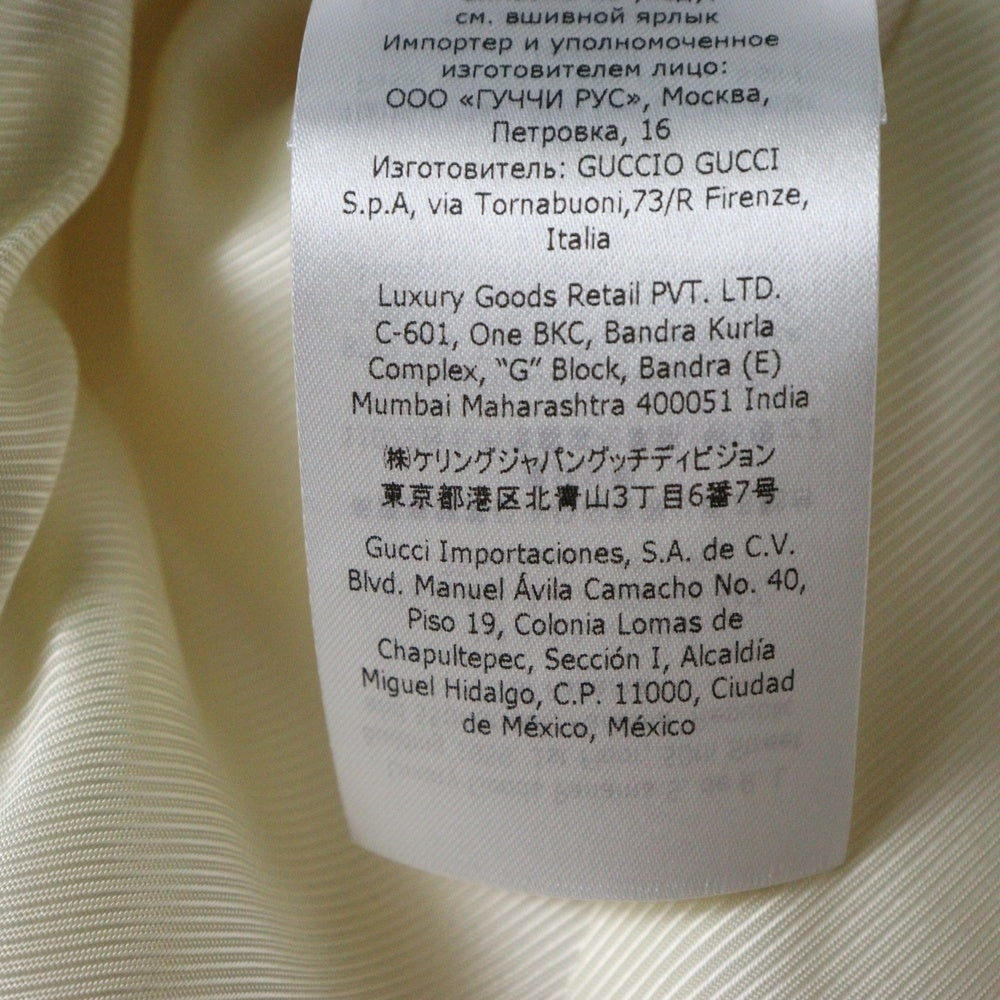 см. вшивной ярлык
Импортер и уполномоченное
изготовителем лицо:
ООО «ГУЧЧИ РУС», Москва,
Петровка, 16
Изготовитель: GUCCIO GUCCI
S.p.A, via Tornabuoni,73/R Firenze,
Italia
Luxury Goods Retail PVT. LTD.
C-601, One BKC, Bandra Kurla
Complex, “G” Block, Bandra (E)
Mumbai Maharashtra 400051 India
㈱ケリングジャパングッチディビジョン
東京都港区北青山3丁目6番7号
Gucci Importaciones, S.A. de C.V.
Blvd. Manuel Ávila Camacho No. 40,
Piso 19, Colonia Lomas de
Chapultepec, Sección I, Alcaldía
Miguel Hidalgo, C.P. 11000, Ciudad
de México, México